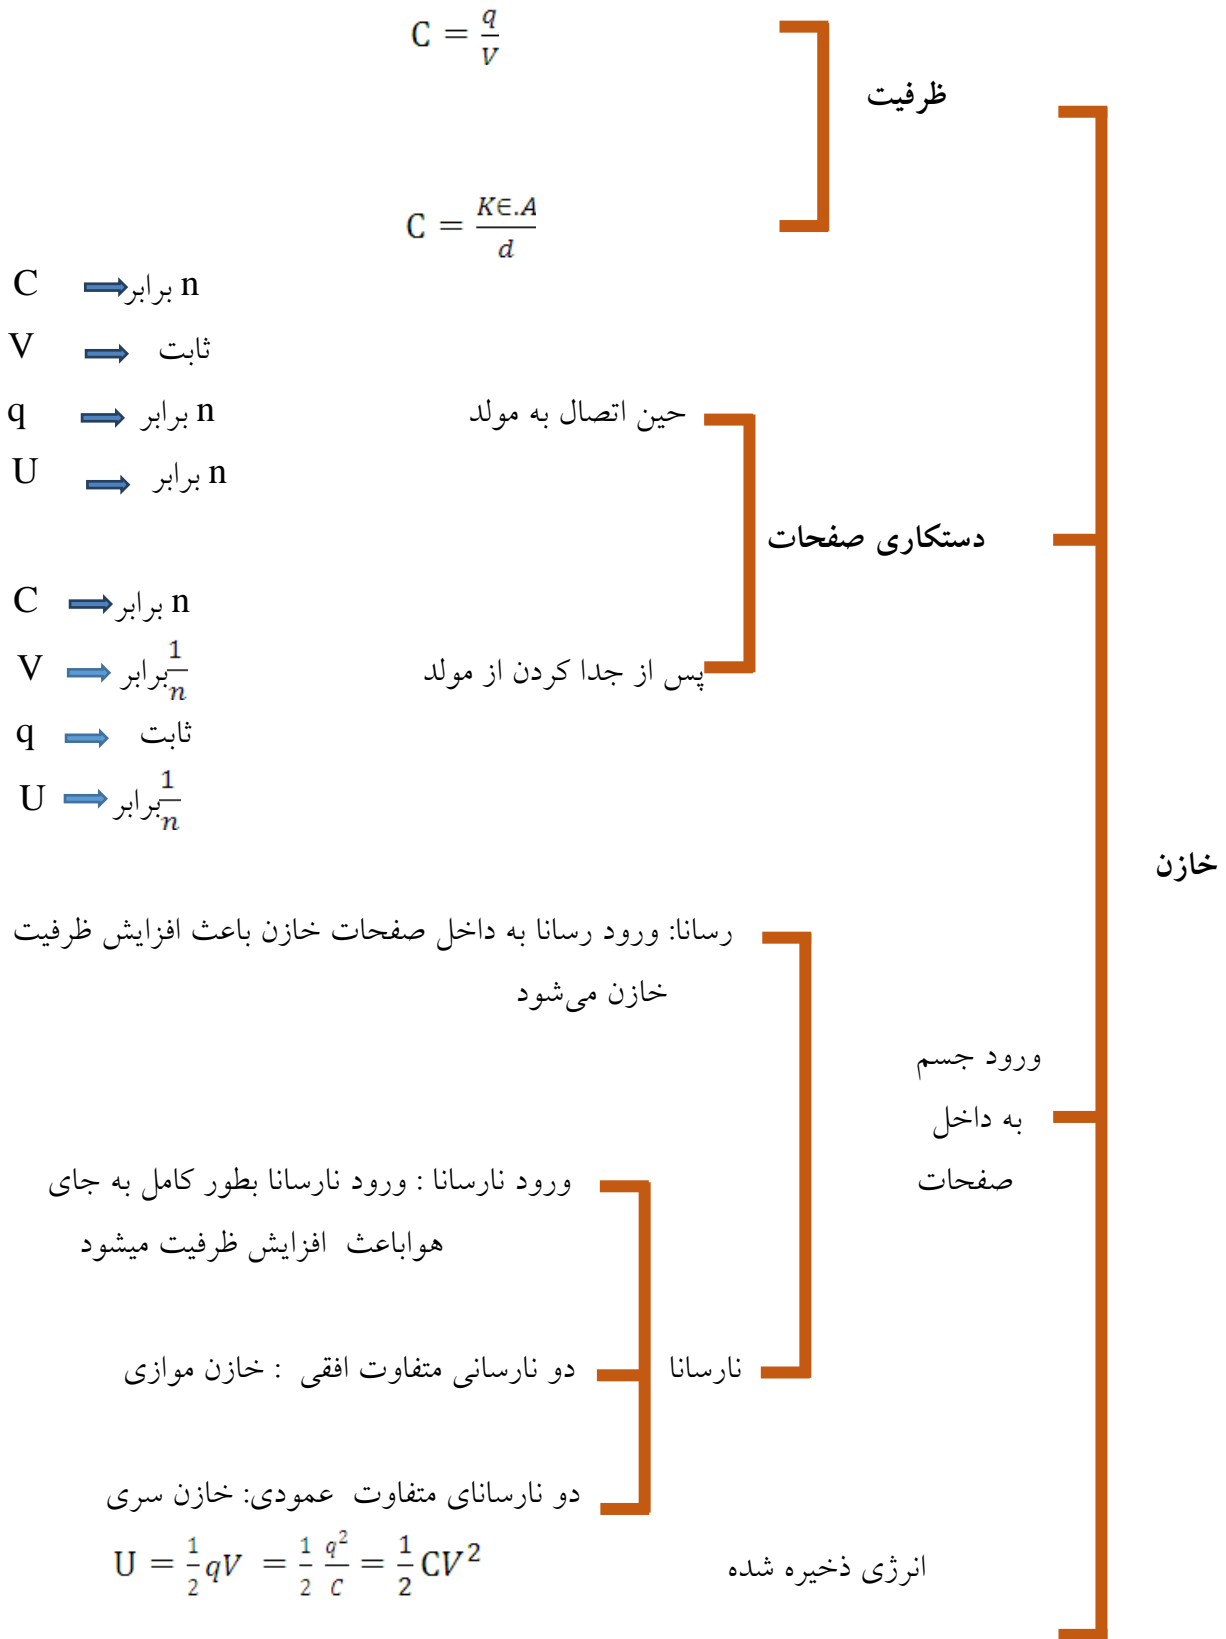 C = q/V
ظرفیت
C = K∈.A/d
C → n برابر
V → ثابت
q → n برابر
حین اتصال به مولد
U → n برابر
دستکاری صفحات
C → n برابر
V → 1/n برابر
پس از جدا کردن از مولد
q → ثابت
U → 1/n برابر
خازن
رسانا: ورود رسانا به داخل صفحات خازن باعث افزایش ظرفیت
خازن می‌شود
ورود جسم
به داخل
صفحات
ورود نارسانا : ورود نارسانا بطور کامل به جای
هواباعث افزایش ظرفیت میشود
نارسانا
دو نارسانی متفاوت افقی : خازن موازی
دو نارسانای متفاوت عمودی: خازن سری
انرژی ذخیره شده
U = 1/2 qV = 1/2 q²/C = 1/2 CV²